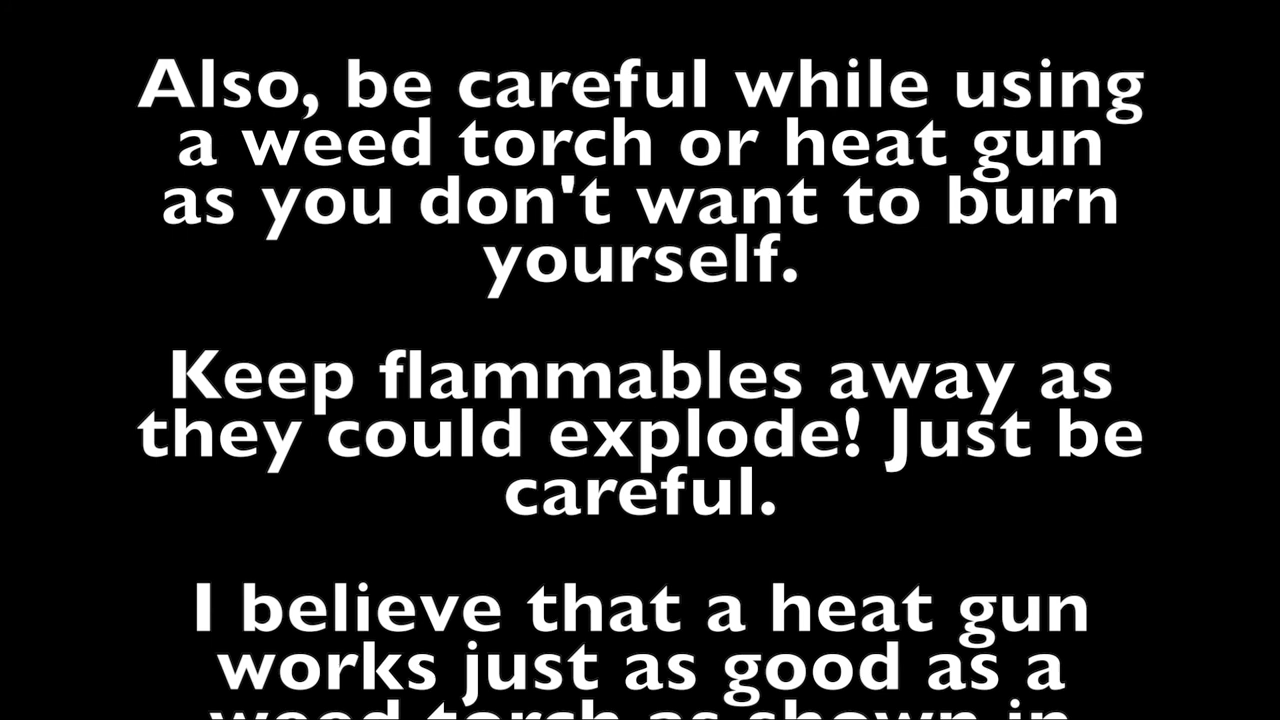 Also, be careful while using
a weed torch or heat gun
as you don't want to burn
yourself.
Keep flammables away as
they could explode! Just be
careful.
I believe that a heat gun
works just as good as a
weed torch as shown in